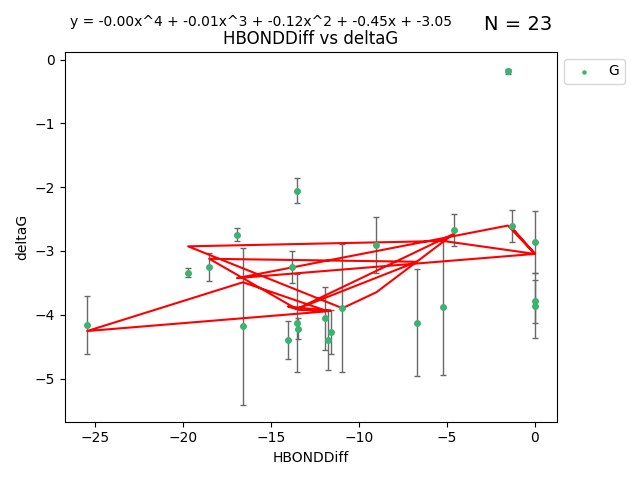 y = -0.00x^4 + -0.01x^3 + -0.12x^2 + -0.45x + -3.05
N = 23
HBONDDiff vs deltaG
G
deltaG
0
−1
−2
−3
−4
−5
−25
−20
−15
−10
−5
0
HBONDDiff